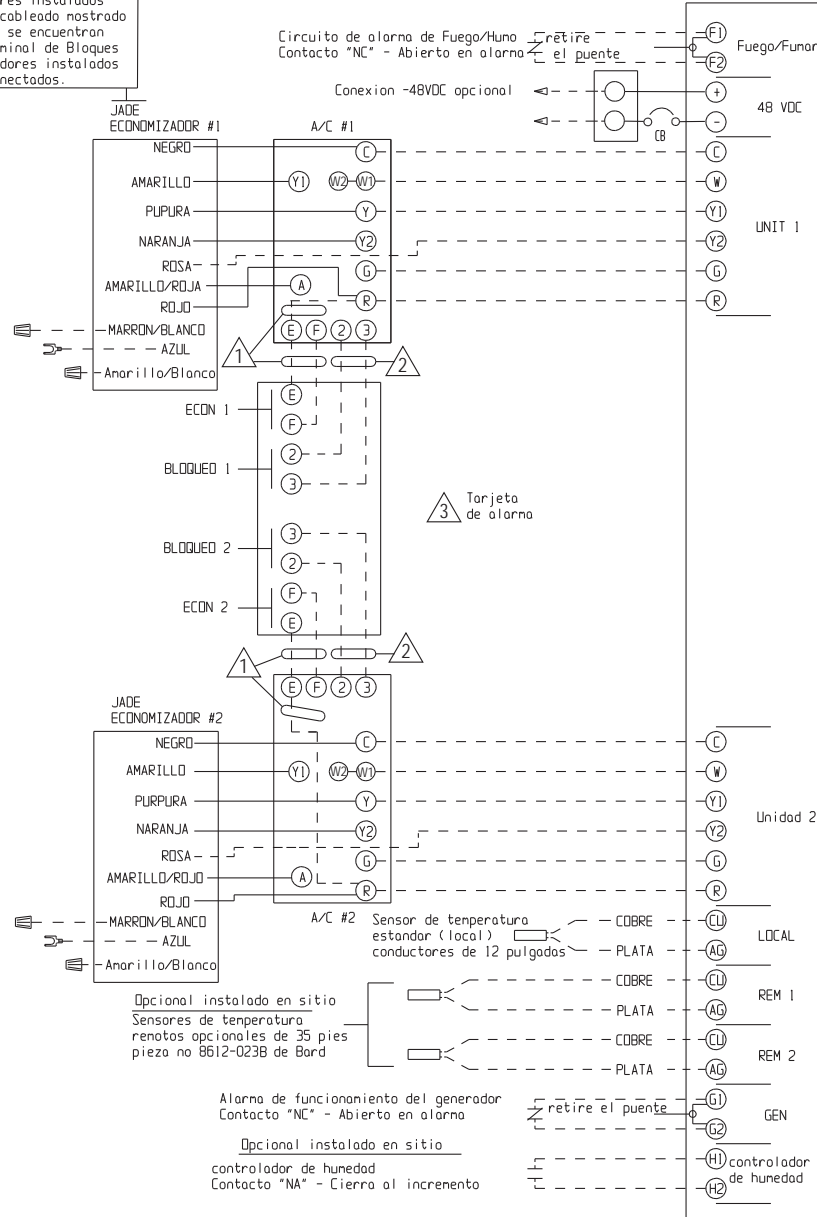 res instalados
cableado mostrado
se encuentran
minal de Bloques
dores instalados
nectados.
Circuito de alarma de Fuego/Humo
Contacto "NC" - Abierto en alarma
retire
el puente
F1
F2
Fuego/Fumar
Conexion -48VDC opcional
+
-
CB
48 VDC
JADE
ECONOMIZADOR #1
A/C #1
NEGRO
C
C
AMARILLO
Y1
W2
W1
W
PUPURA
Y
Y1
UNIT 1
NARANJA
Y2
Y2
ROSA
G
G
AMARILLO/ROJA
A
ROJO
R
R
MARRON/BLANCO
E
F
2
3
AZUL
1
2
Amarillo/Blanco
ECON 1
E
F
BLOQUEO 1
2
3
3
Tarjeta
de alarma
BLOQUEO 2
3
2
ECON 2
F
E
1
2
E
F
2
3
JADE
ECONOMIZADOR #2
NEGRO
C
C
AMARILLO
Y1
W2
W1
W
PURPURA
Y
Y1
Unidad 2
NARANJA
Y2
Y2
ROSA
G
G
AMARILLO/ROJO
A
ROJO
R
R
A/C #2
MARRON/BLANCO
AZUL
Amarillo/Blanco
Sensor de temperatura
estandar (local)
conductores de 12 pulgadas
COBRE
CU
PLATA
AG
LOCAL
Opcional instalado en sitio
Sensores de temperatura
remotos opcionales de 35 pies
pieza no 8612-023B de Bard
COBRE
CU
PLATA
AG
REM 1
COBRE
CU
PLATA
AG
REM 2
Alarma de funcionamiento del generador
Contacto "NC" - Abierto en alarma
retire el puente
G1
G2
GEN
Opcional instalado en sitio
controlador de humedad
Contacto "NA" - Cierra al incremento
H1
H2
controlador
de humedad